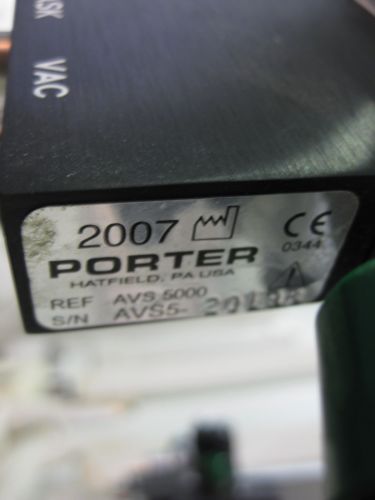 VAC
2007
CE
0344
PORTER
HATFIELD, PA USA
REF AVS 5000
S/N AVS5-